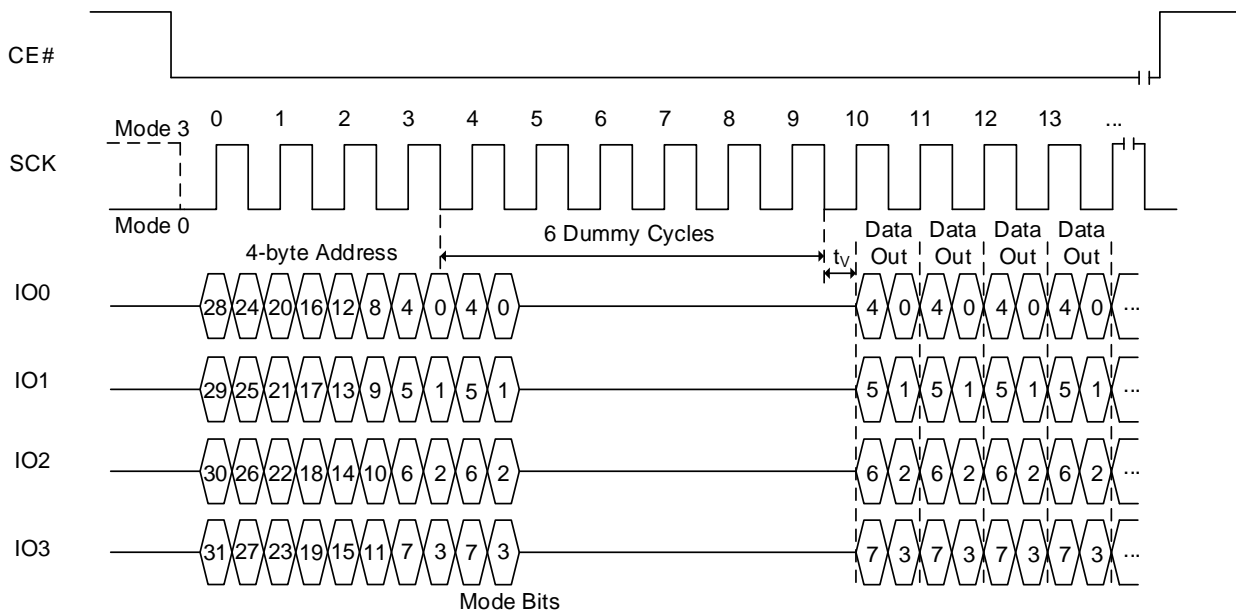 CE#
0 1 2 3 4 5 6 7 8 9 10 11 12 13 ...
Mode 3
SCK
Mode 0
6 Dummy Cycles
Data Out Data Out Data Out Data Out
4-byte Address
tV
IO0 28 24 20 16 12 8 4 0 4 0 4 0 4 0 4 0 4 0 ...
IO1 29 25 21 17 13 9 5 1 5 1 5 1 5 1 5 1 5 1 ...
IO2 30 26 22 18 14 10 6 2 6 2 6 2 6 2 6 2 6 2 ...
IO3 31 27 23 19 15 11 7 3 7 3 7 3 7 3 7 3 7 3 ...
Mode Bits